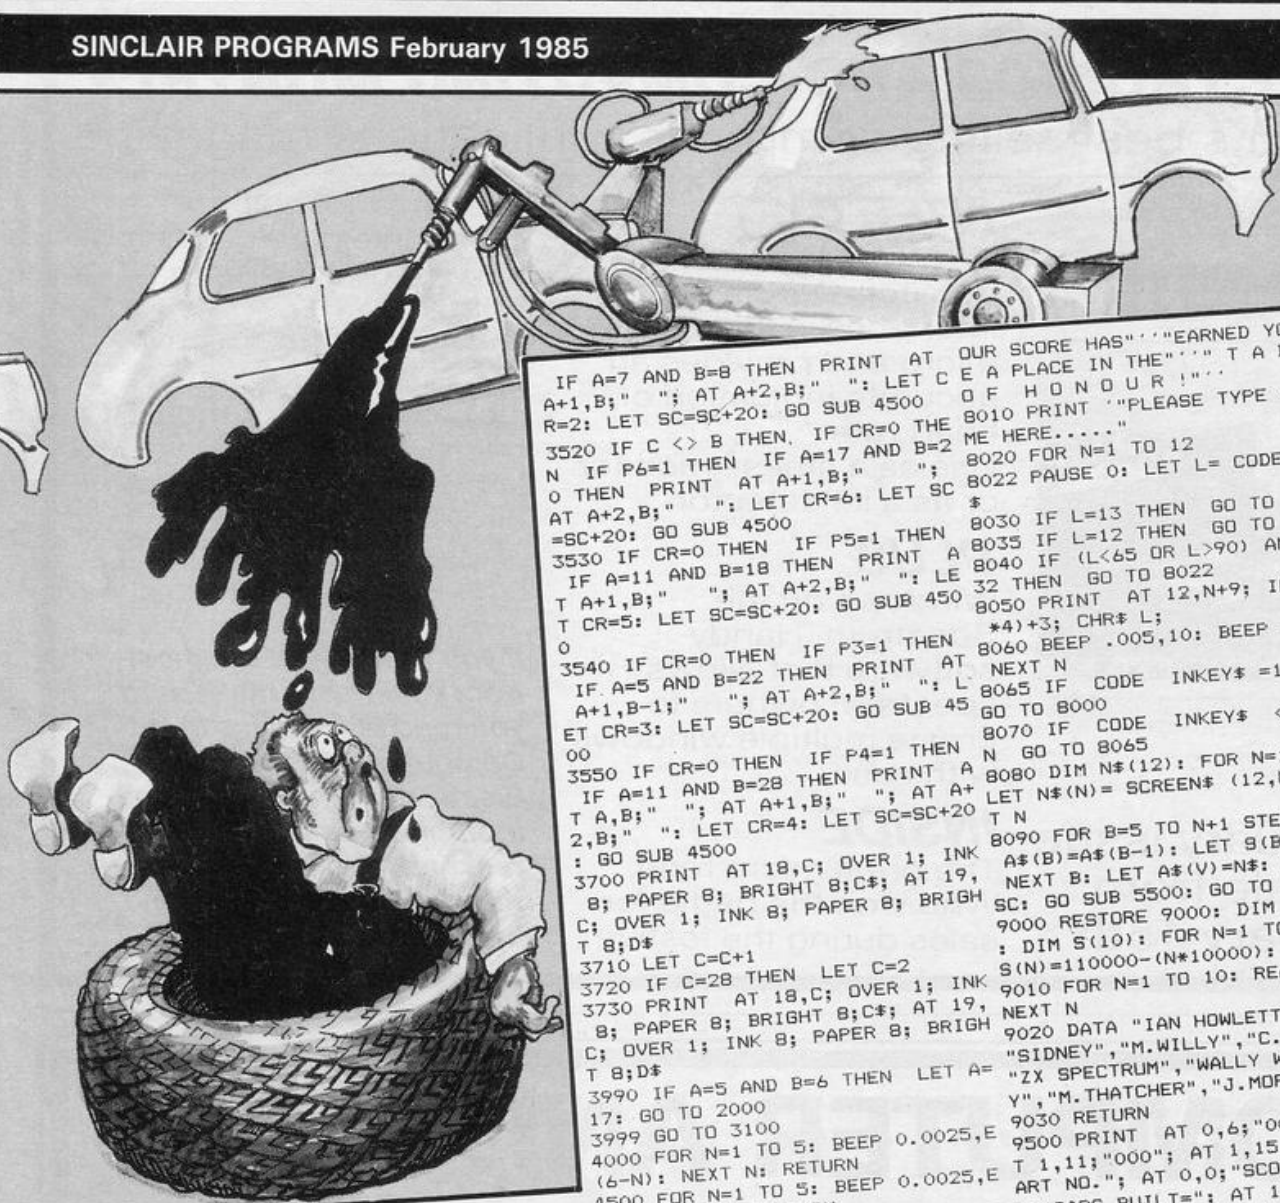 SINCLAIR PROGRAMS February 1985
IF A=7 AND B=8 THEN PRINT AT
A+1,B;" "; AT A+2,B;" ": LET C
R=2: LET SC=SC+20: GO SUB 4500
3520 IF C <> B THEN. IF CR=0 THE
N IF P6=1 THEN IF A=17 AND B=2
0 THEN PRINT AT A+1,B;" ";
AT A+2,B;" ": LET CR=6: LET SC
=SC+20: GO SUB 4500
3530 IF CR=0 THEN IF P5=1 THEN
IF A=11 AND B=18 THEN PRINT A
T A+1,B;" "; AT A+2,B;" ": LE
T CR=5: LET SC=SC+20: GO SUB 450
0
3540 IF CR=0 THEN IF P3=1 THEN
IF A=5 AND B=22 THEN PRINT AT
A+1,B-1;" "; AT A+2,B;" ": L
ET CR=3: LET SC=SC+20: GO SUB 45
00
3550 IF CR=0 THEN IF P4=1 THEN
IF A=11 AND B=28 THEN PRINT A
T A,B;" "; AT A+1,B;" "; AT A+
2,B;" ": LET CR=4: LET SC=SC+20
: GO SUB 4500
3700 PRINT AT 18,C; OVER 1; INK
8; PAPER 8; BRIGHT 8;C$; AT 19,
C; OVER 1; INK 8; PAPER 8; BRIGH
T 8;D$
3710 LET C=C+1
3720 IF C=28 THEN LET C=2
3730 PRINT AT 18,C; OVER 1; INK
8; PAPER 8; BRIGHT 8;C$; AT 19,
C; OVER 1; INK 8; PAPER 8; BRIGH
T 8;D$
3990 IF A=5 AND B=6 THEN LET A=
17: GO TO 2000
3999 GO TO 3100
4000 FOR N=1 TO 5: BEEP 0.0025,E
(6-N): NEXT N: RETURN
4500 FOR N=1 TO 5: BEEP 0.0025,E
OUR SCORE HAS"''"EARNED
E A PLACE IN THE"''" T A
O F H O N O U R !"''
8010 PRINT '"PLEASE TYPE
ME HERE....."
8020 FOR N=1 TO 12
8022 PAUSE 0: LET L= CODE
$
8030 IF L=13 THEN GO TO
8035 IF L=12 THEN GO TO
8040 IF (L<65 OR L>90)
32 THEN GO TO 8022
8050 PRINT AT 12,N+9;
*4)+3; CHR$ L;
8060 BEEP .005,10: BEEP
NEXT N
8065 IF CODE INKEY$ =1
GO TO 8000
8070 IF CODE INKEY$
N GO TO 8065
8080 DIM N$(12): FOR N=
LET N$(N)= SCREEN$ (12,
T N
8090 FOR B=5 TO N+1 STE
A$(B)=A$(B-1): LET S(B
NEXT B: LET A$(V)=N$:
SC: GO SUB 5500: GO TO
9000 RESTORE 9000: DIM
: DIM S(10): FOR N=1 TO
S(N)=110000-(N*10000):
9010 FOR N=1 TO 10: RE
NEXT N
9020 DATA "IAN HOWLETT
"SIDNEY","M.WILLY","C.
"ZX SPECTRUM","WALLY W
Y","M.THATCHER","J.MOR
9030 RETURN
9500 PRINT AT 0,6;"0
T 1,11;"000"; AT 1,15
ART NO."; AT 0,0;"SCO